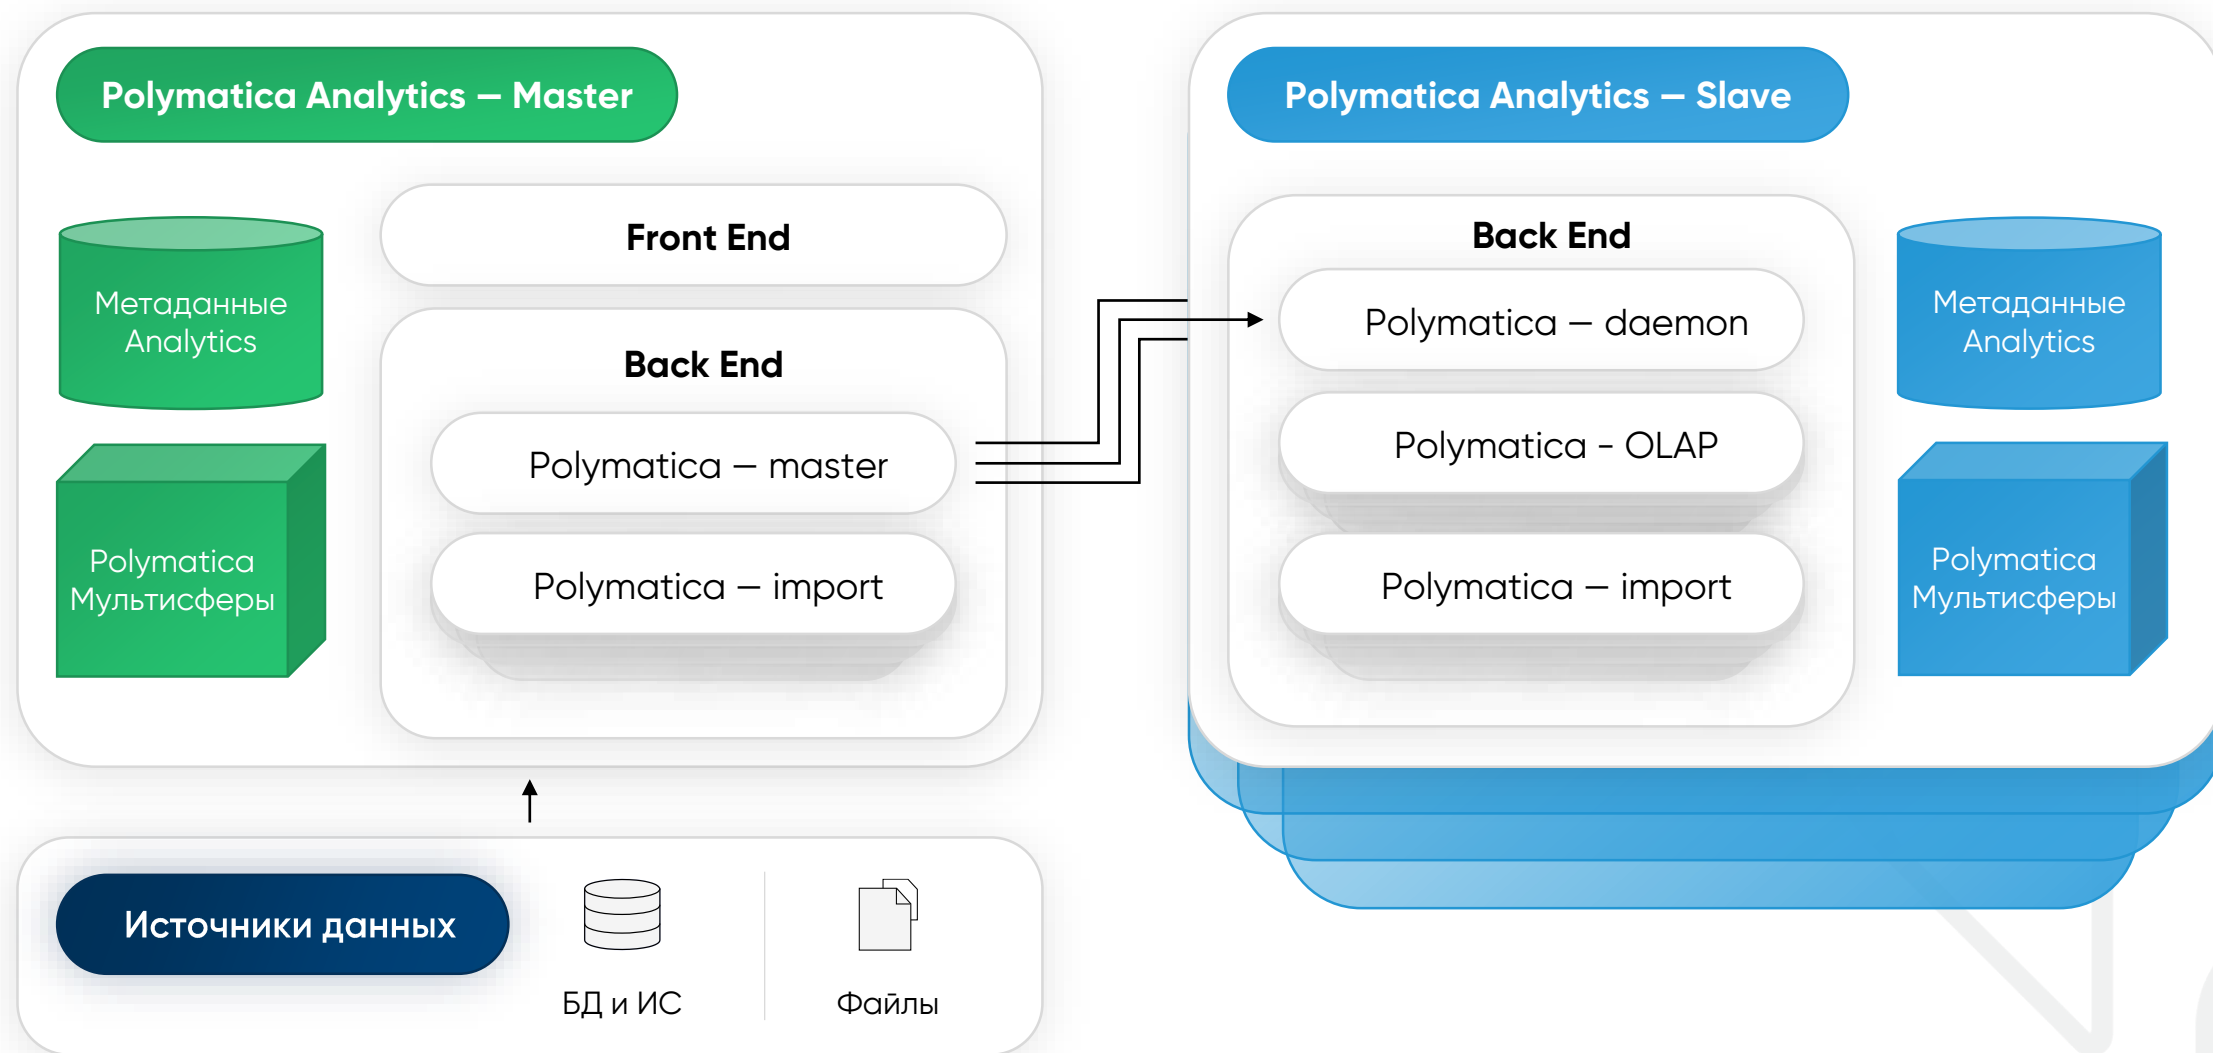 Polymatica Analytics — Master
Метаданные
Analytics
Polymatica
Мультисферы
Front End
Back End
Polymatica — master
Polymatica — import
Polymatica Analytics — Slave
Back End
Polymatica — daemon
Polymatica - OLAP
Polymatica — import
Метаданные
Analytics
Polymatica
Мультисферы
Источники данных
БД и ИС
Файлы